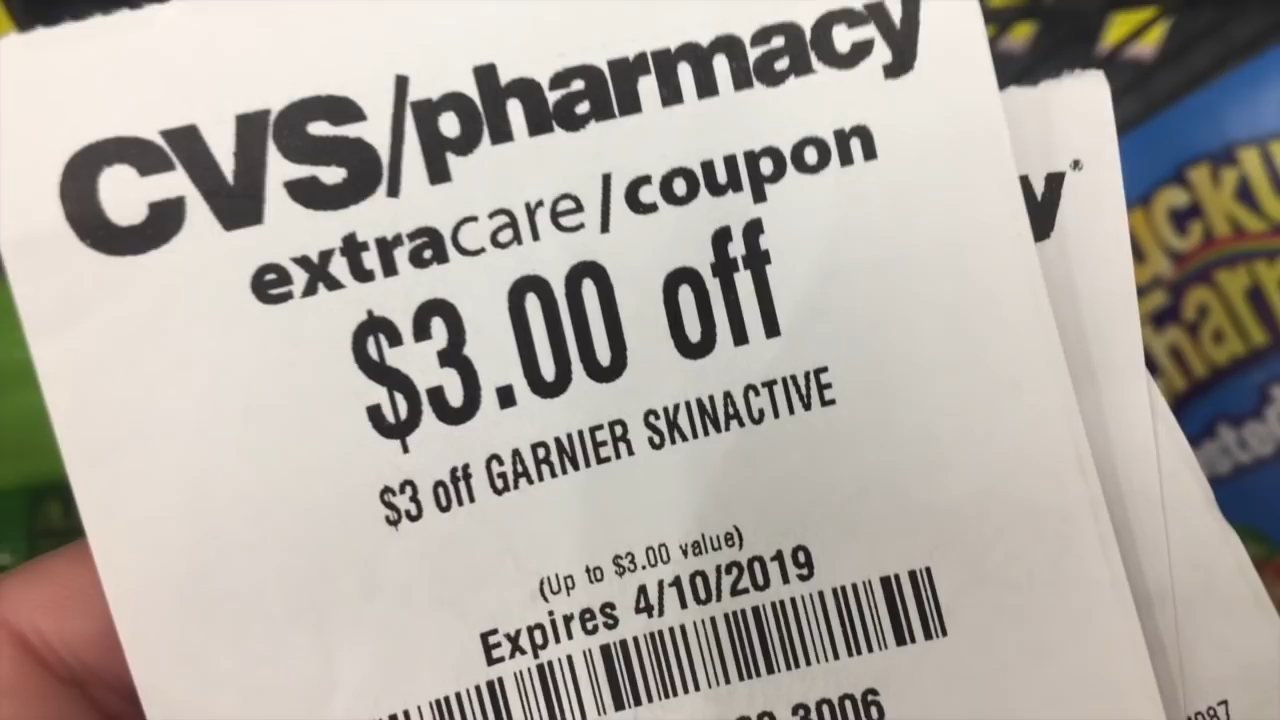 CVS/pharmacy
extracare/coupon
$3.00 off
$3 off GARNIER SKINACTIVE
(Up to $3.00 value)
Expires 4/10/2019
3006
y®